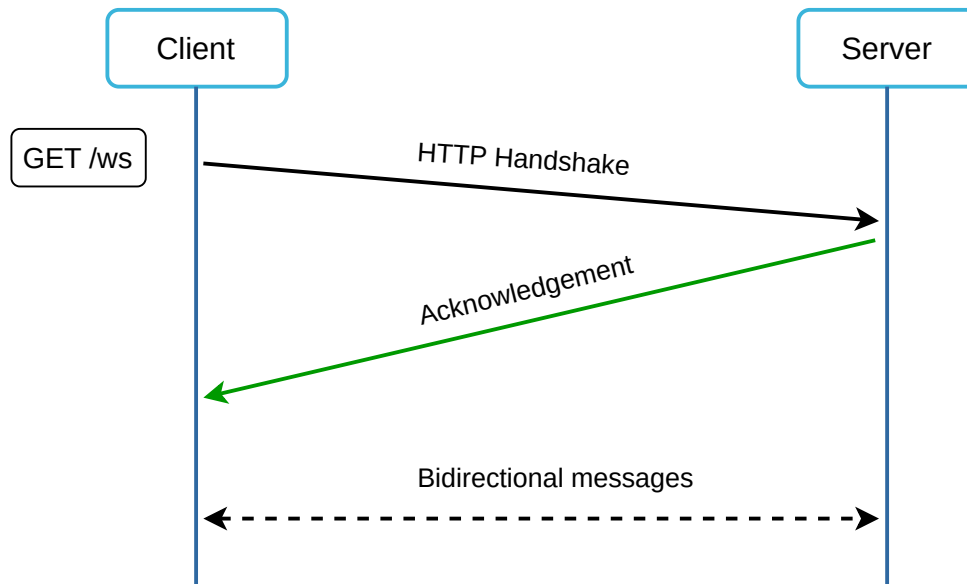 Client
Server
GET /ws
HTTP Handshake
Acknowledgement
Bidirectional messages